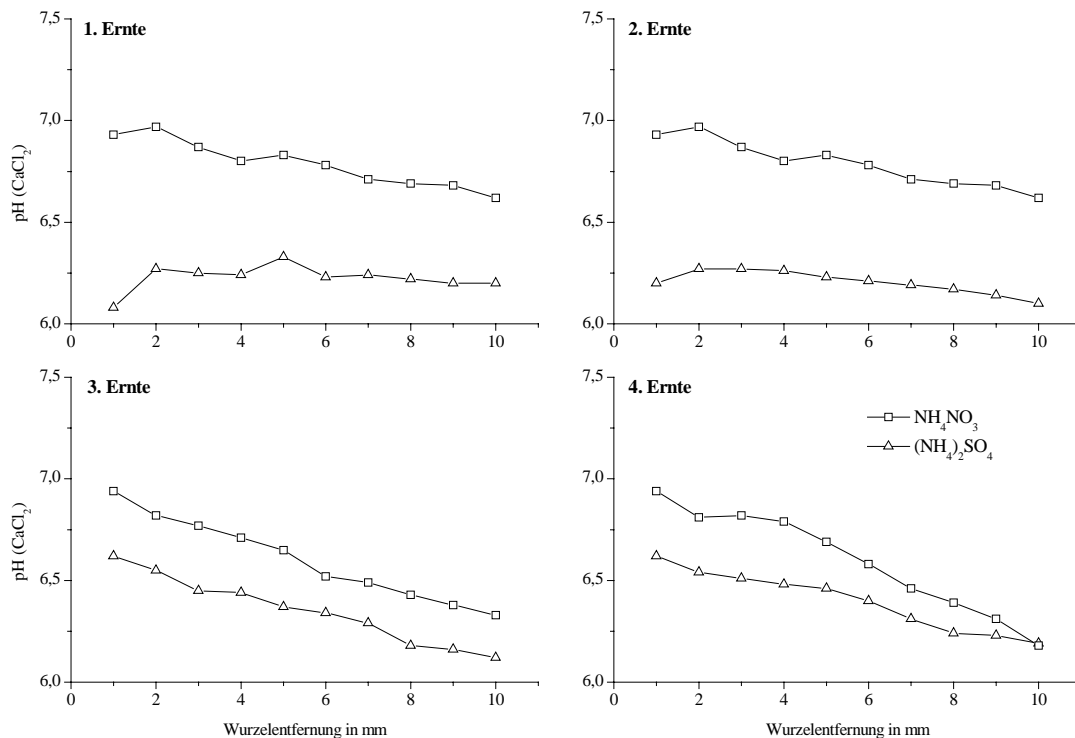 1. Ernte
7,5
7,0
6,5
6,0
pH (CaCl₂)
0 2 4 6 8 10
2. Ernte
7,5
7,0
6,5
6,0
0 2 4 6 8 10
3. Ernte
7,5
7,0
6,5
6,0
pH (CaCl₂)
0 2 4 6 8 10
Wurzelentfernung in mm
4. Ernte
7,5
7,0
6,5
6,0
NH₄NO₃
(NH₄)₂SO₄
0 2 4 6 8 10
Wurzelentfernung in mm